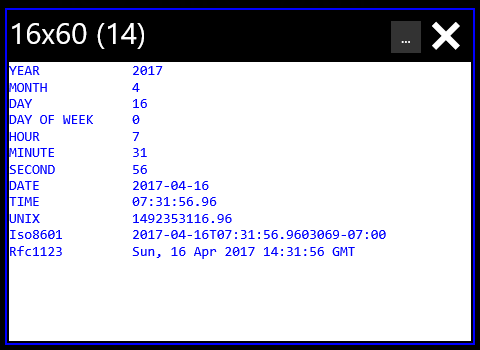 16x60 (14)
...
YEAR 2017
MONTH 4
DAY 16
DAY OF WEEK 0
HOUR 7
MINUTE 31
SECOND 56
DATE 2017-04-16
TIME 07:31:56.96
UNIX 1492353116.96
Iso8601 2017-04-16T07:31:56.9603069-07:00
Rfc1123 Sun, 16 Apr 2017 14:31:56 GMT